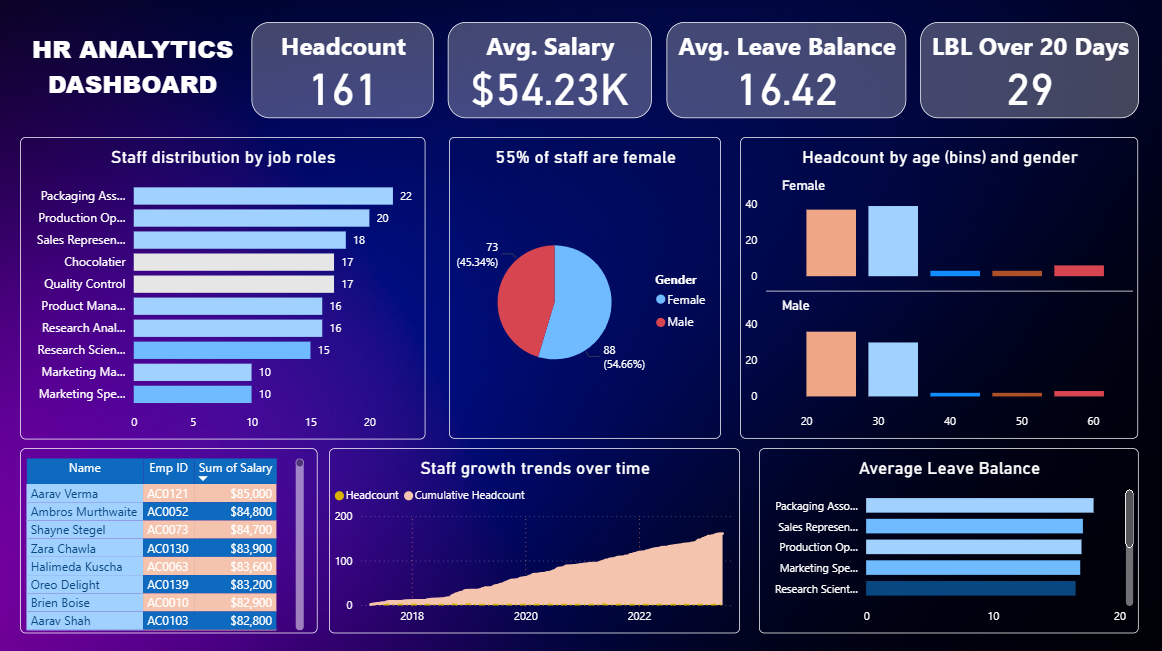 HR ANALYTICS
DASHBOARD
Headcount
161
Avg. Salary
$54.23K
Avg. Leave Balance
16.42
LBL Over 20 Days
29
Staff distribution by job roles
Packaging Ass... 22
Production Op... 20
Sales Represen... 18
Chocolatier 17
Quality Control 17
Product Mana... 16
Research Anal... 16
Research Scien... 15
Marketing Ma... 10
Marketing Spe... 10
0 5 10 15 20
55% of staff are female
73
(45.34%)
88
(54.66%)
Gender
Female
Male
Headcount by age (bins) and gender
Female
40
20
0
Male
40
20
0
20 30 40 50 60
Name Emp ID Sum of Salary
Aarav Verma AC0121 $85,000
Ambros Murthwaite AC0052 $84,800
Shayne Stegel AC0073 $84,700
Zara Chawla AC0130 $83,900
Halimeda Kuscha AC0063 $83,600
Oreo Delight AC0139 $83,200
Brien Boise AC0010 $82,900
Aarav Shah AC0103 $82,800
Staff growth trends over time
Headcount Cumulative Headcount
200
100
0
2018 2020 2022
Average Leave Balance
Packaging Asso...
Sales Represen...
Production Op...
Marketing Spe...
Research Scient...
0 10 20